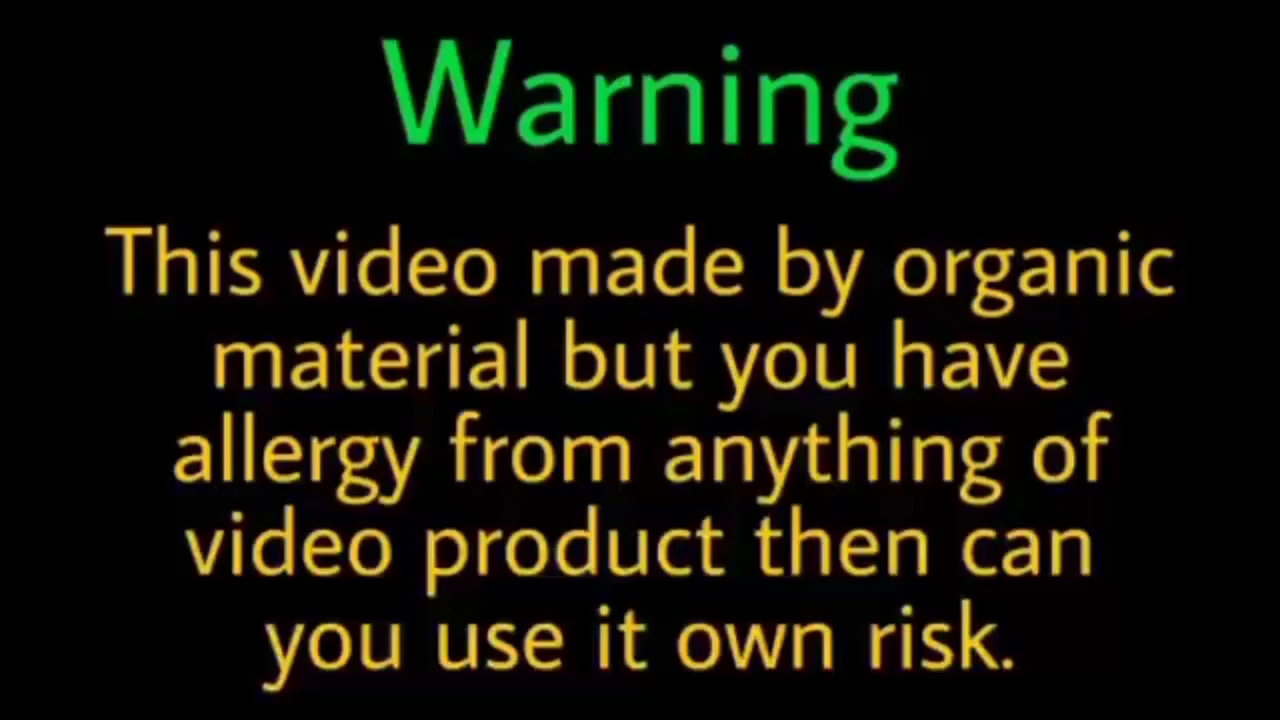 Warning
This video made by organic
material but you have
allergy from anything of
video product then can
you use it own risk.